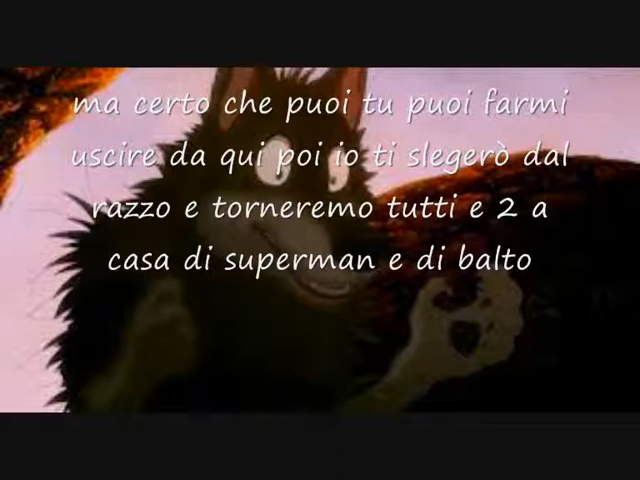 ma certo che puoi tu puoi farmi
uscire da qui poi io ti slegerò dal
razzo e torneremo tutti e 2 a
casa di superman e di balto